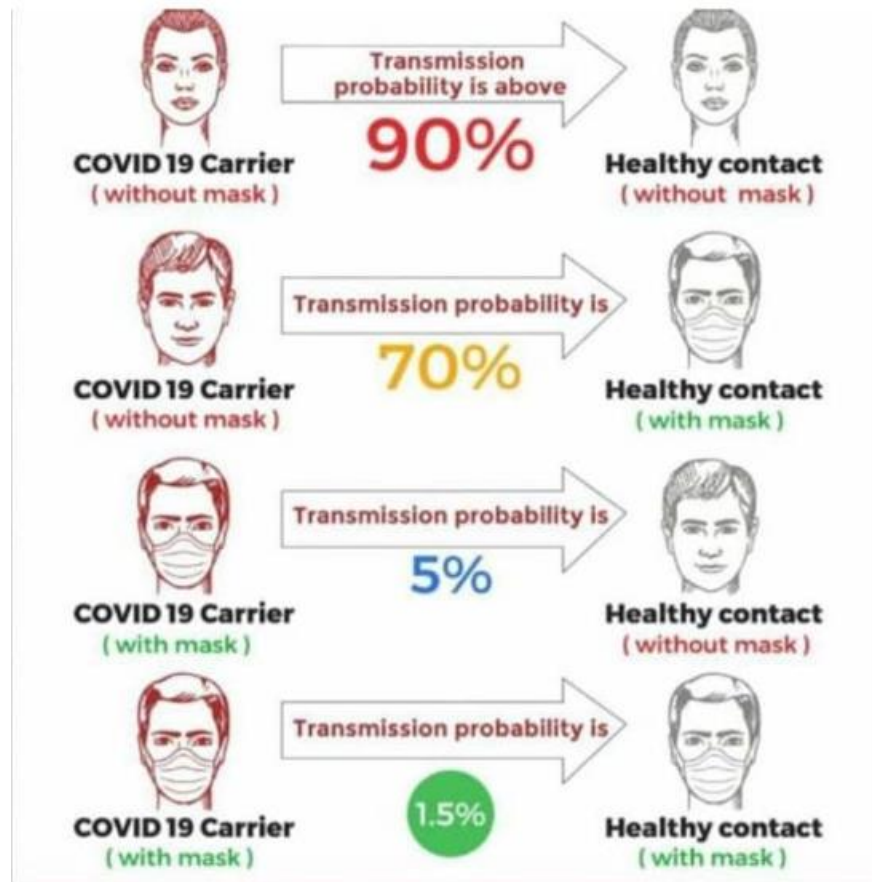 Transmission
probability is above
90%
COVID 19 Carrier
( without mask )
Healthy contact
( without mask )
Transmission probability is
70%
COVID 19 Carrier
( without mask )
Healthy contact
( with mask )
Transmission probability is
5%
COVID 19 Carrier
( with mask )
Healthy contact
( without mask )
Transmission probability is
1.5%
COVID 19 Carrier
( with mask )
Healthy contact
( with mask )